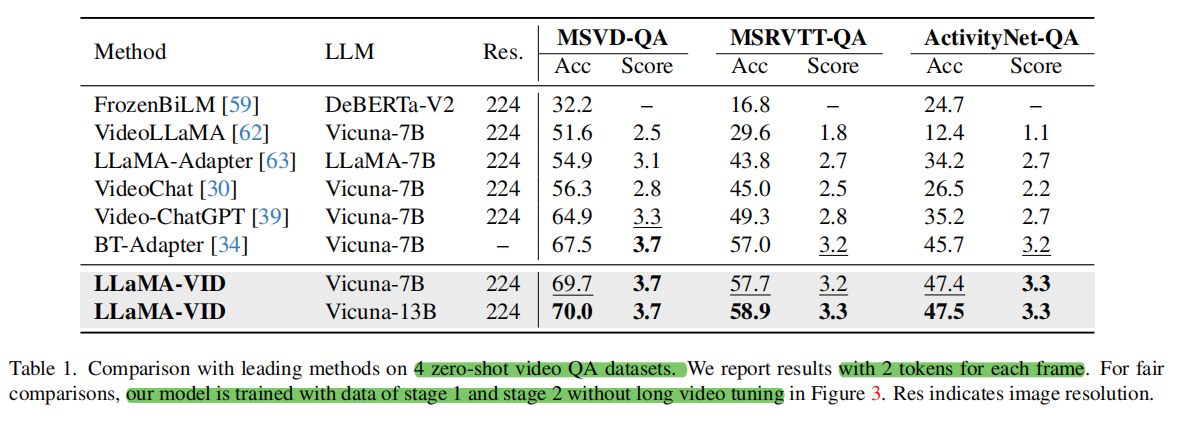 Method LLM Res. MSVD-QA MSRVTT-QA ActivityNet-QA
Acc Score Acc Score Acc Score
FrozenBiLM [59] DeBERTa-V2 224 32.2 – 16.8 – 24.7 –
VideoLLaMA [62] Vicuna-7B 224 51.6 2.5 29.6 1.8 12.4 1.1
LLaMA-Adapter [63] LLaMA-7B 224 54.9 3.1 43.8 2.7 34.2 2.7
VideoChat [30] Vicuna-7B 224 56.3 2.8 45.0 2.5 26.5 2.2
Video-ChatGPT [39] Vicuna-7B 224 64.9 3.3 49.3 2.8 35.2 2.7
BT-Adapter [34] Vicuna-7B – 67.5 3.7 57.0 3.2 45.7 3.2
LLaMA-VID Vicuna-7B 224 69.7 3.7 57.7 3.2 47.4 3.3
LLaMA-VID Vicuna-13B 224 70.0 3.7 58.9 3.3 47.5 3.3
Table 1. Comparison with leading methods on 4 zero-shot video QA datasets. We report results with 2 tokens for each frame. For fair
comparisons, our model is trained with data of stage 1 and stage 2 without long video tuning in Figure 3. Res indicates image resolution.